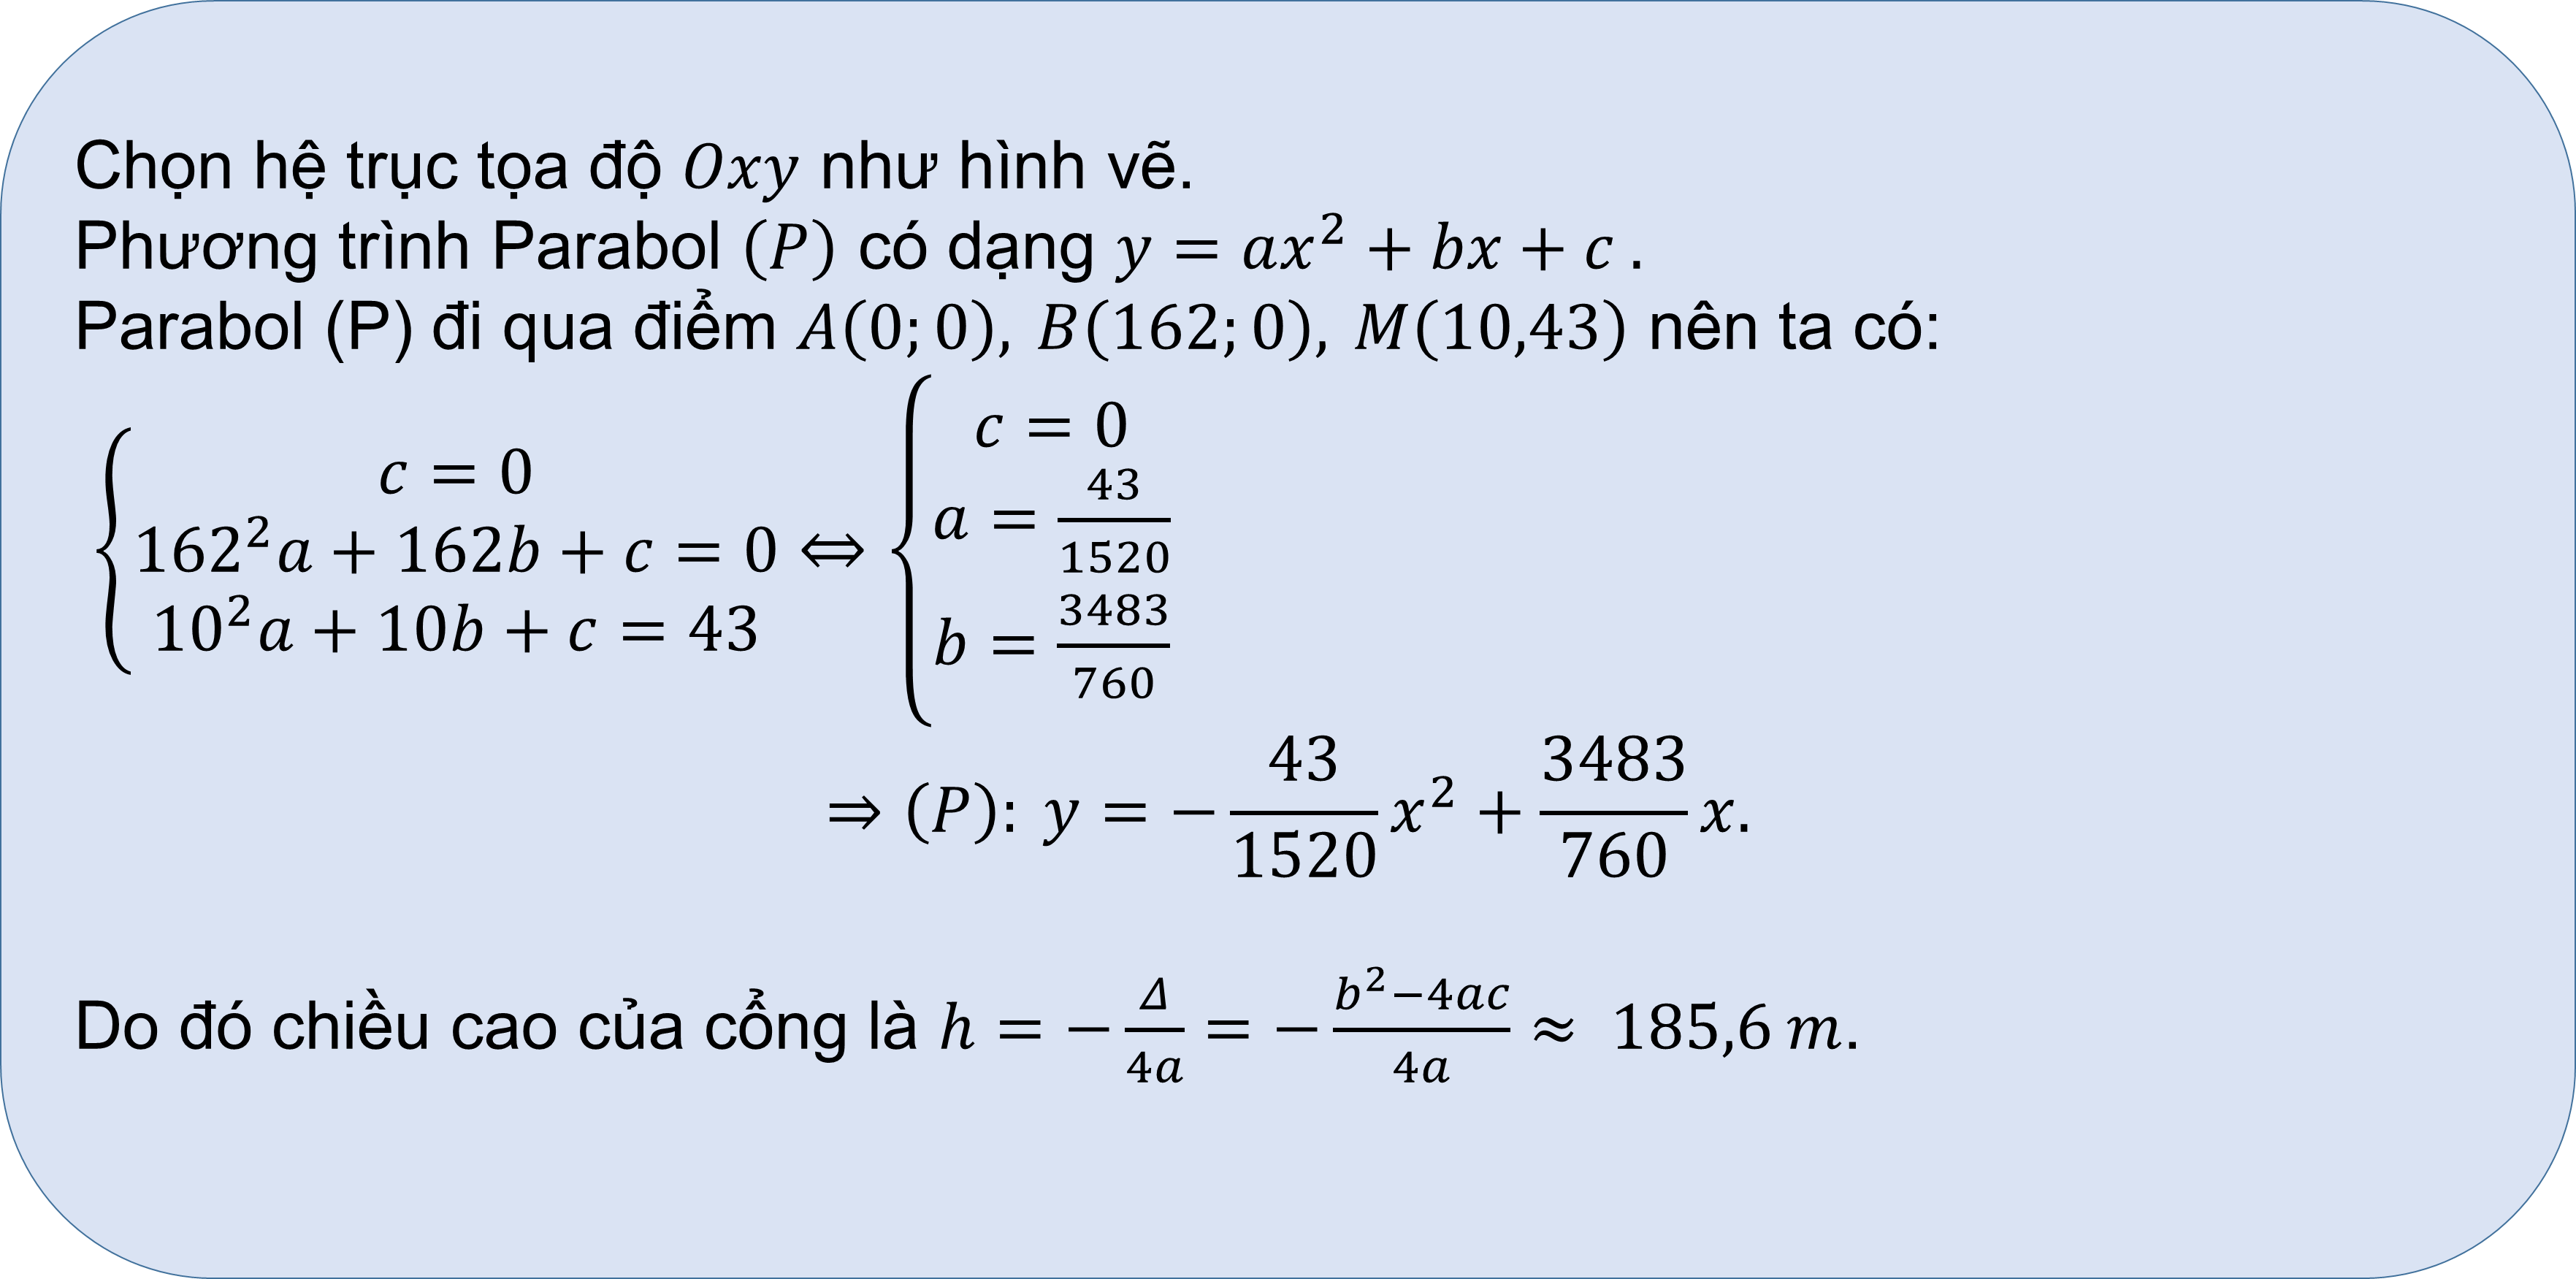 Chọn hệ trục tọa độ Oxy như hình vẽ.
Phương trình Parabol (P) có dạng y = ax² + bx + c .
Parabol (P) đi qua điểm A(0; 0), B(162; 0), M(10,43) nên ta có:
{ c = 0 ; 162²a + 162b + c = 0 ; 10²a + 10b + c = 43 ⇔ { c = 0 ; a = 43/1520 ; b = 3483/760
⇒ (P): y = −43/1520 x² + 3483/760 x.
Do đó chiều cao của cổng là h = −Δ/4a = −b²−4ac/4a ≈ 185,6 m.